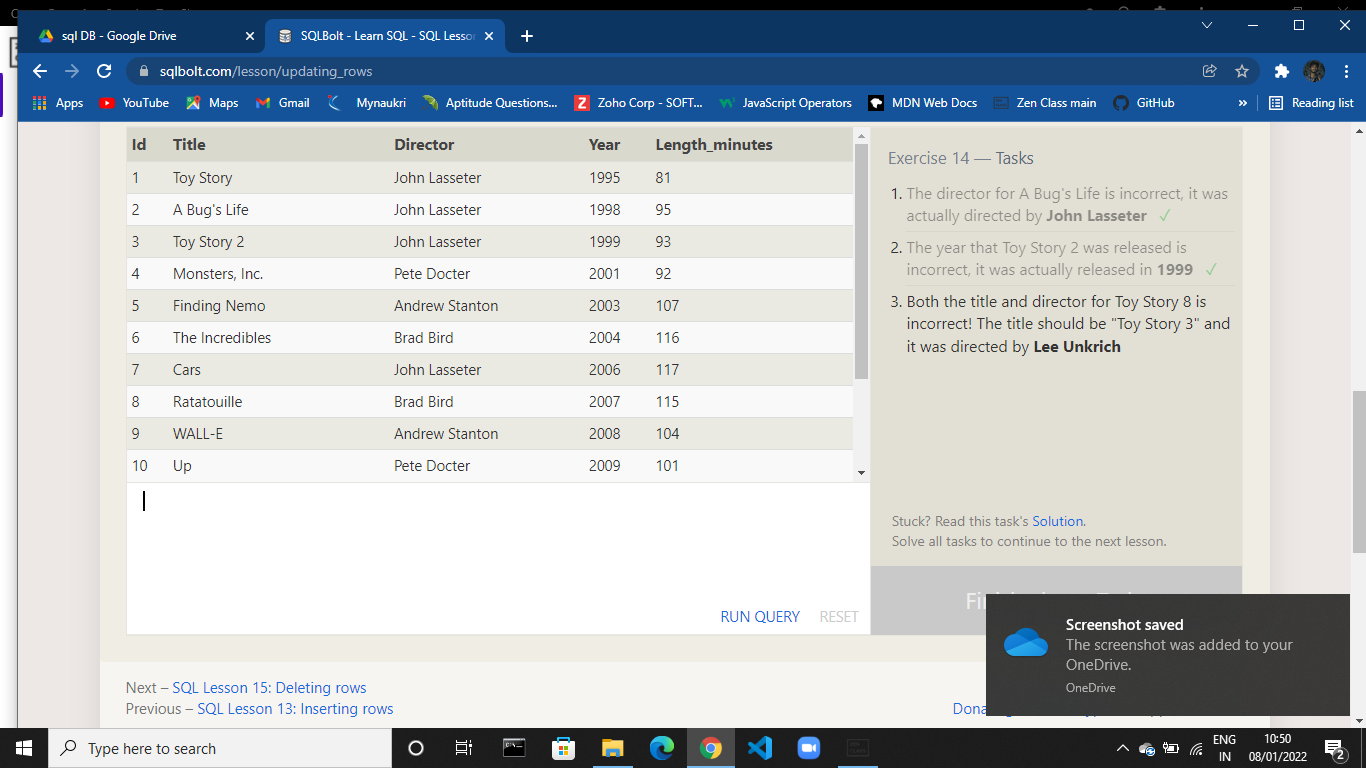 sql DB - Google Drive
SQLBolt - Learn SQL - SQL Lesson
sqlbolt.com/lesson/updating_rows
Apps YouTube Maps Gmail Mynaukri Aptitude Questions... Zoho Corp - SOFT... JavaScript Operators MDN Web Docs Zen Class main GitHub » Reading list
Id Title Director Year Length_minutes
1 Toy Story John Lasseter 1995 81
2 A Bug's Life John Lasseter 1998 95
3 Toy Story 2 John Lasseter 1999 93
4 Monsters, Inc. Pete Docter 2001 92
5 Finding Nemo Andrew Stanton 2003 107
6 The Incredibles Brad Bird 2004 116
7 Cars John Lasseter 2006 117
8 Ratatouille Brad Bird 2007 115
9 WALL-E Andrew Stanton 2008 104
10 Up Pete Docter 2009 101
RUN QUERY RESET
Exercise 14 — Tasks
1. The director for A Bug's Life is incorrect, it was
actually directed by John Lasseter ✓
2. The year that Toy Story 2 was released is
incorrect, it was actually released in 1999 ✓
3. Both the title and director for Toy Story 8 is
incorrect! The title should be "Toy Story 3" and
it was directed by Lee Unkrich
Stuck? Read this task's Solution.
Solve all tasks to continue to the next lesson.
Screenshot saved
The screenshot was added to your
OneDrive.
OneDrive
Next – SQL Lesson 15: Deleting rows
Previous – SQL Lesson 13: Inserting rows
Type here to search
ENG
IN
10:50
08/01/2022
2